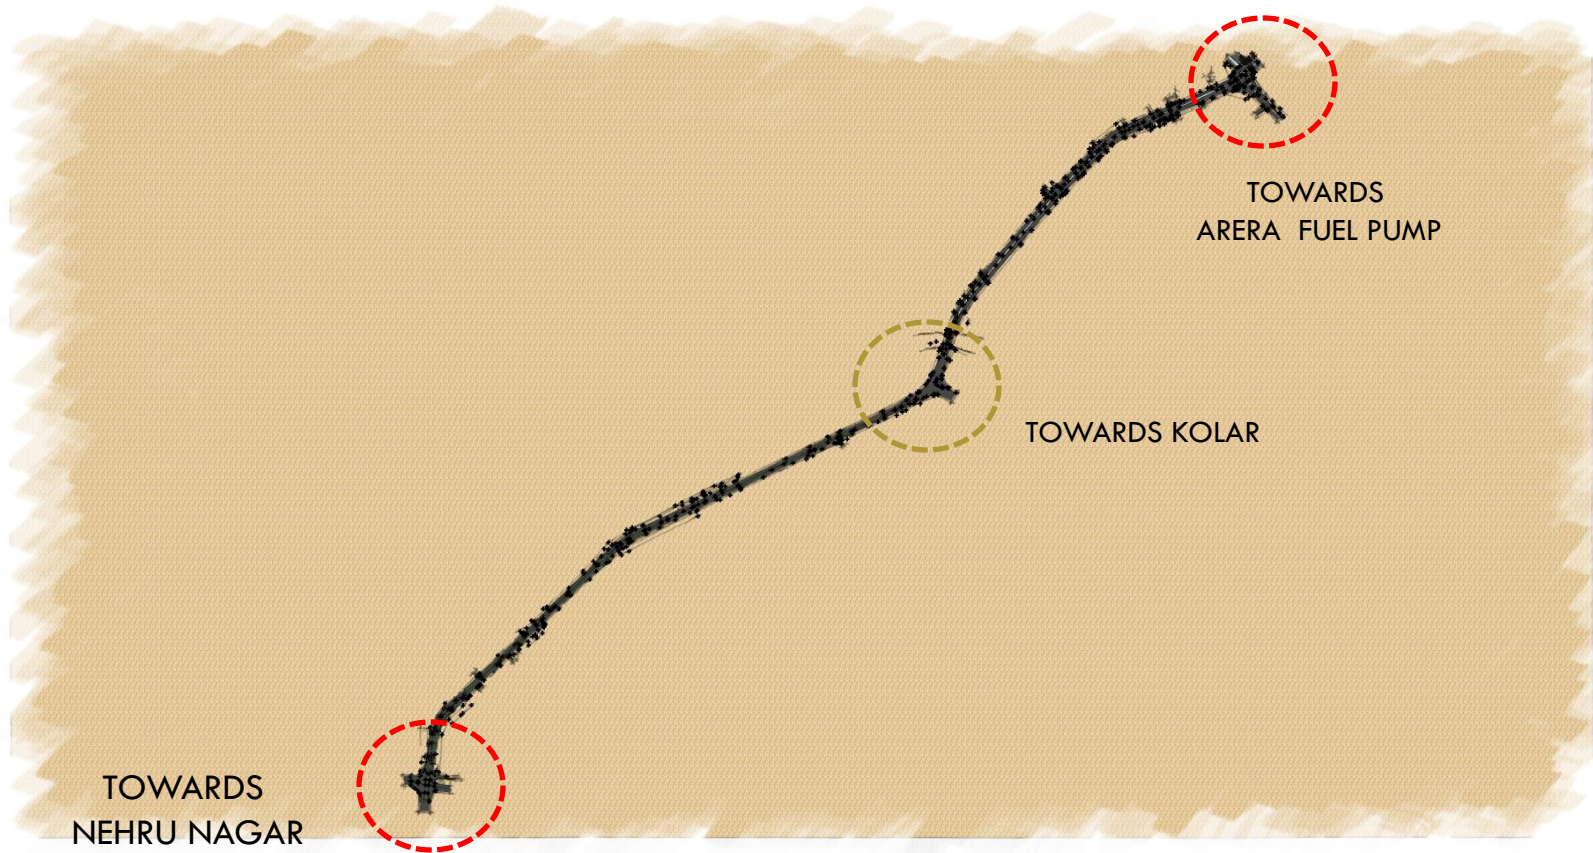 TOWARDS
ARERA  FUEL PUMP
TOWARDS KOLAR
TOWARDS
NEHRU NAGAR